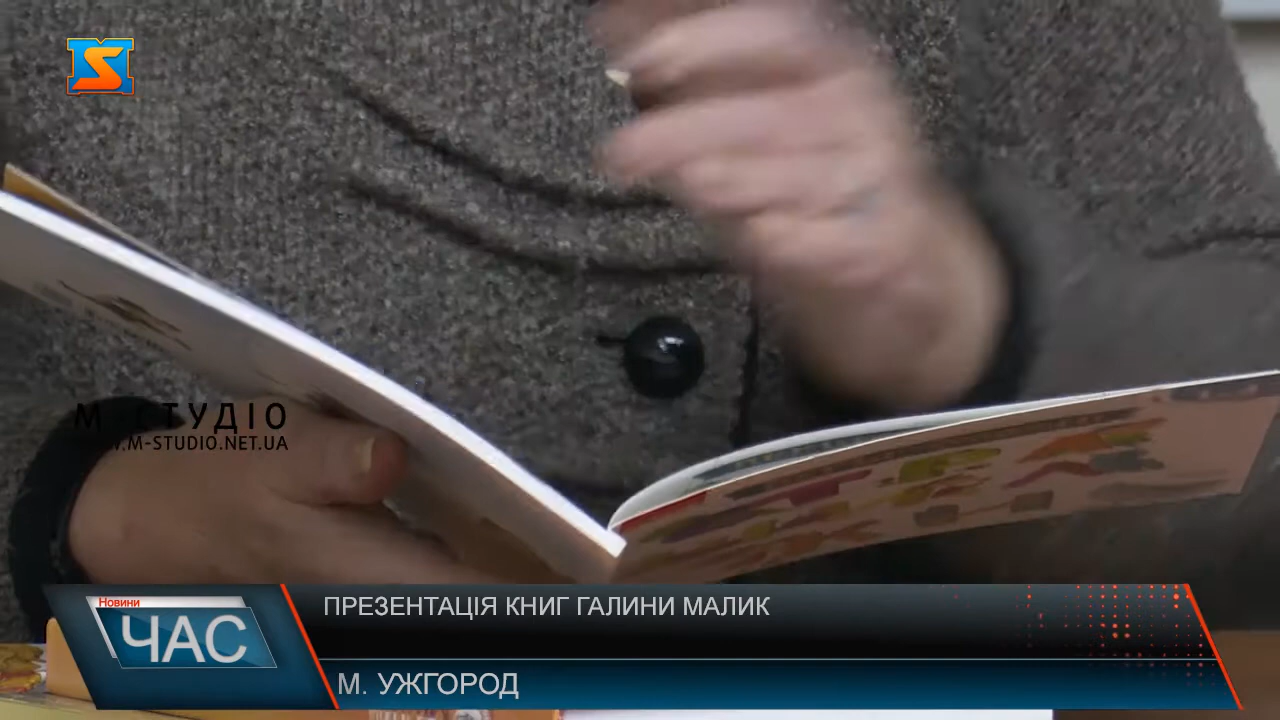 М-СТУДІО
WWW.M-STUDIO.NET.UA
ПРЕЗЕНТАЦІЯ КНИГ ГАЛИНИ МАЛИК
Новини
ЧАС
М. УЖГОРОД